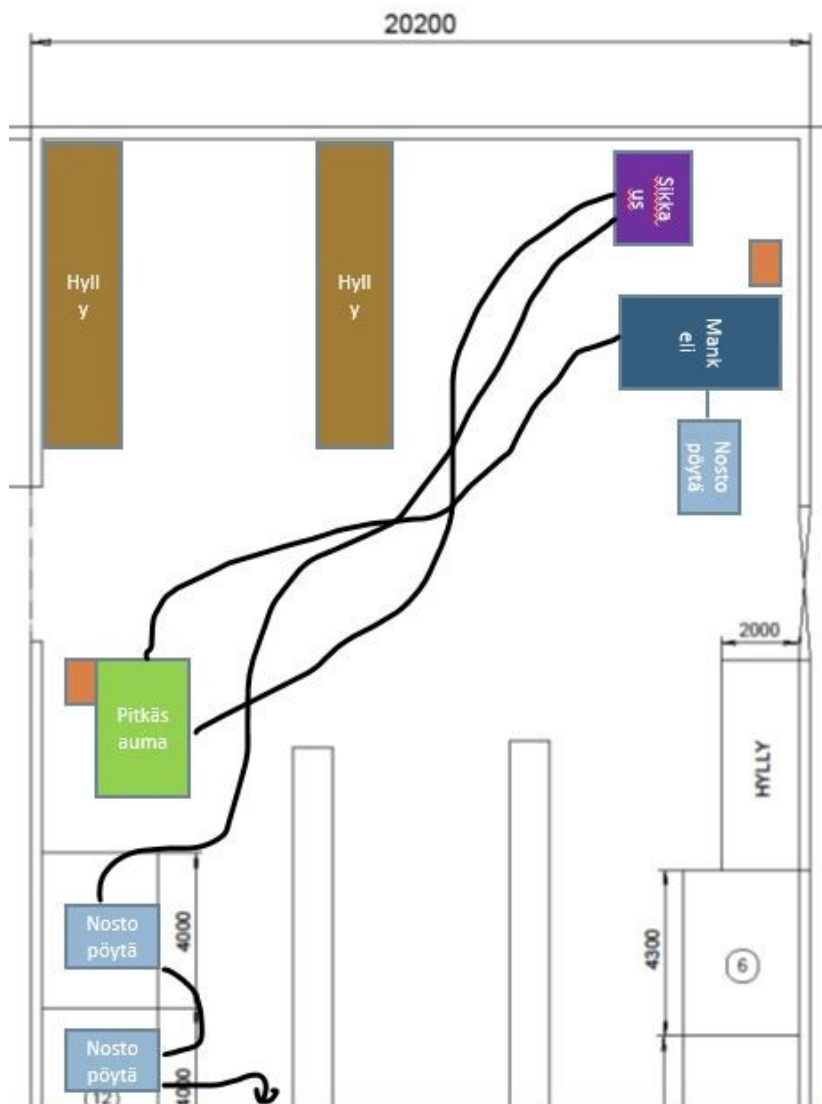 20200
Hyll
y
Hyll
y
Sikka
us
Mank
eli
Nosto
pöytä
2000
HYLLY
Pitkäs
auma
4000
4300
6
Nosto
pöytä
Nosto
pöytä
4000
(12)